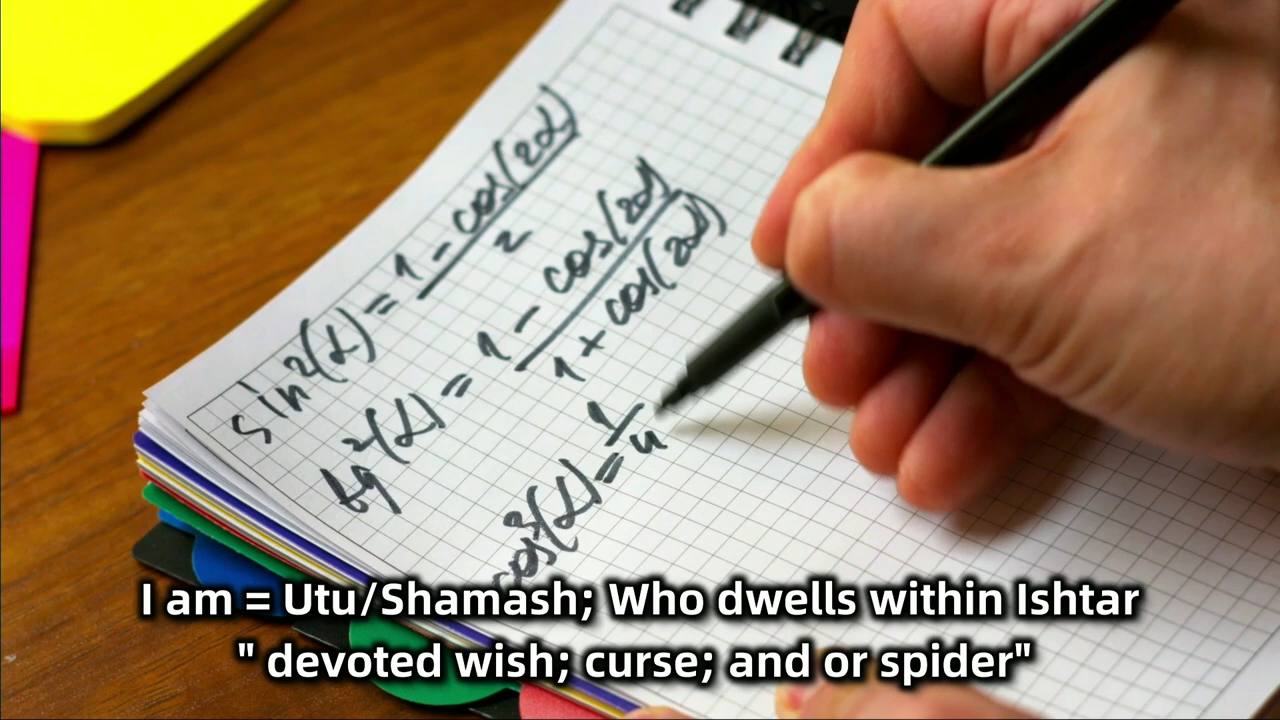 sin²(α) = 1 - cos(2α) / 2
tg²(α) = 1 - cos(2α) / 1 + cos(2α)
cos³(α) = 1/4
I am = Utu/Shamash; Who dwells within Ishtar
" devoted wish; curse; and or spider"